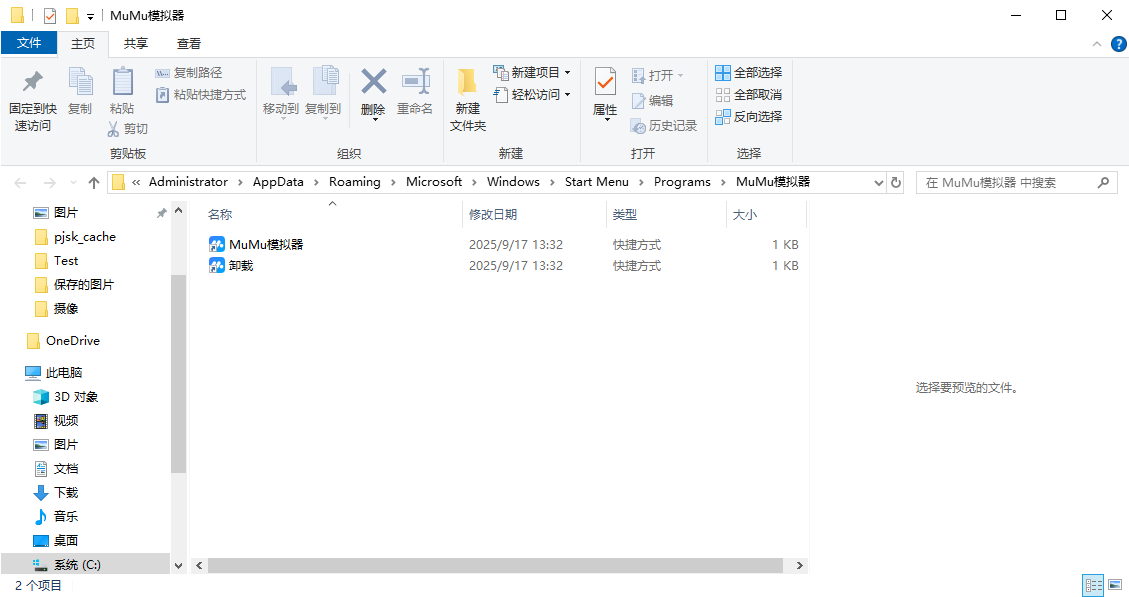 MuMu模拟器
文件 主页 共享 查看
固定到快速访问
复制
粘贴
复制路径
粘贴快捷方式
剪切
剪贴板
移动到
复制到
删除
重命名
组织
新建文件夹
新建项目
轻松访问
新建
属性
打开
编辑
历史记录
打开
全部选择
全部取消
反向选择
选择
« Administrator › AppData › Roaming › Microsoft › Windows › Start Menu › Programs › MuMu模拟器
在 MuMu模拟器 中搜索
图片
pjsk_cache
Test
保存的图片
摄像
OneDrive
此电脑
3D 对象
视频
图片
文档
下载
音乐
桌面
系统 (C:)
名称 修改日期 类型 大小
MuMu模拟器 2025/9/17 13:32 快捷方式 1 KB
卸载 2025/9/17 13:32 快捷方式 1 KB
选择要预览的文件。
2 个项目